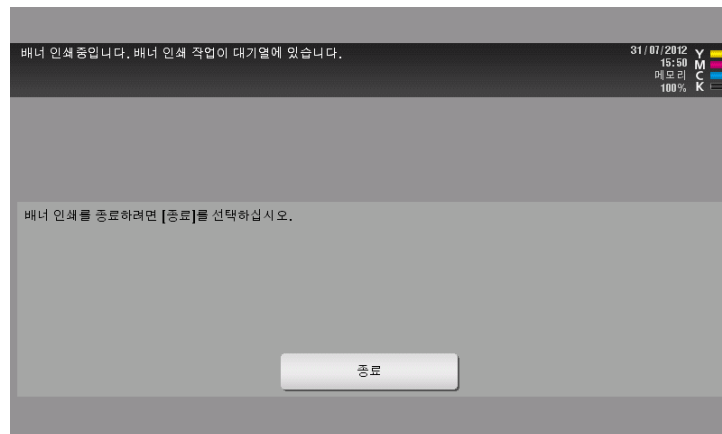 배너 인쇄중입니다. 배너 인쇄 작업이 대기열에 있습니다.
31/07/2012
15:50
메모리
100%
Y
M
C
K
배너 인쇄를 종료하려면 [종료]를 선택하십시오.
종료